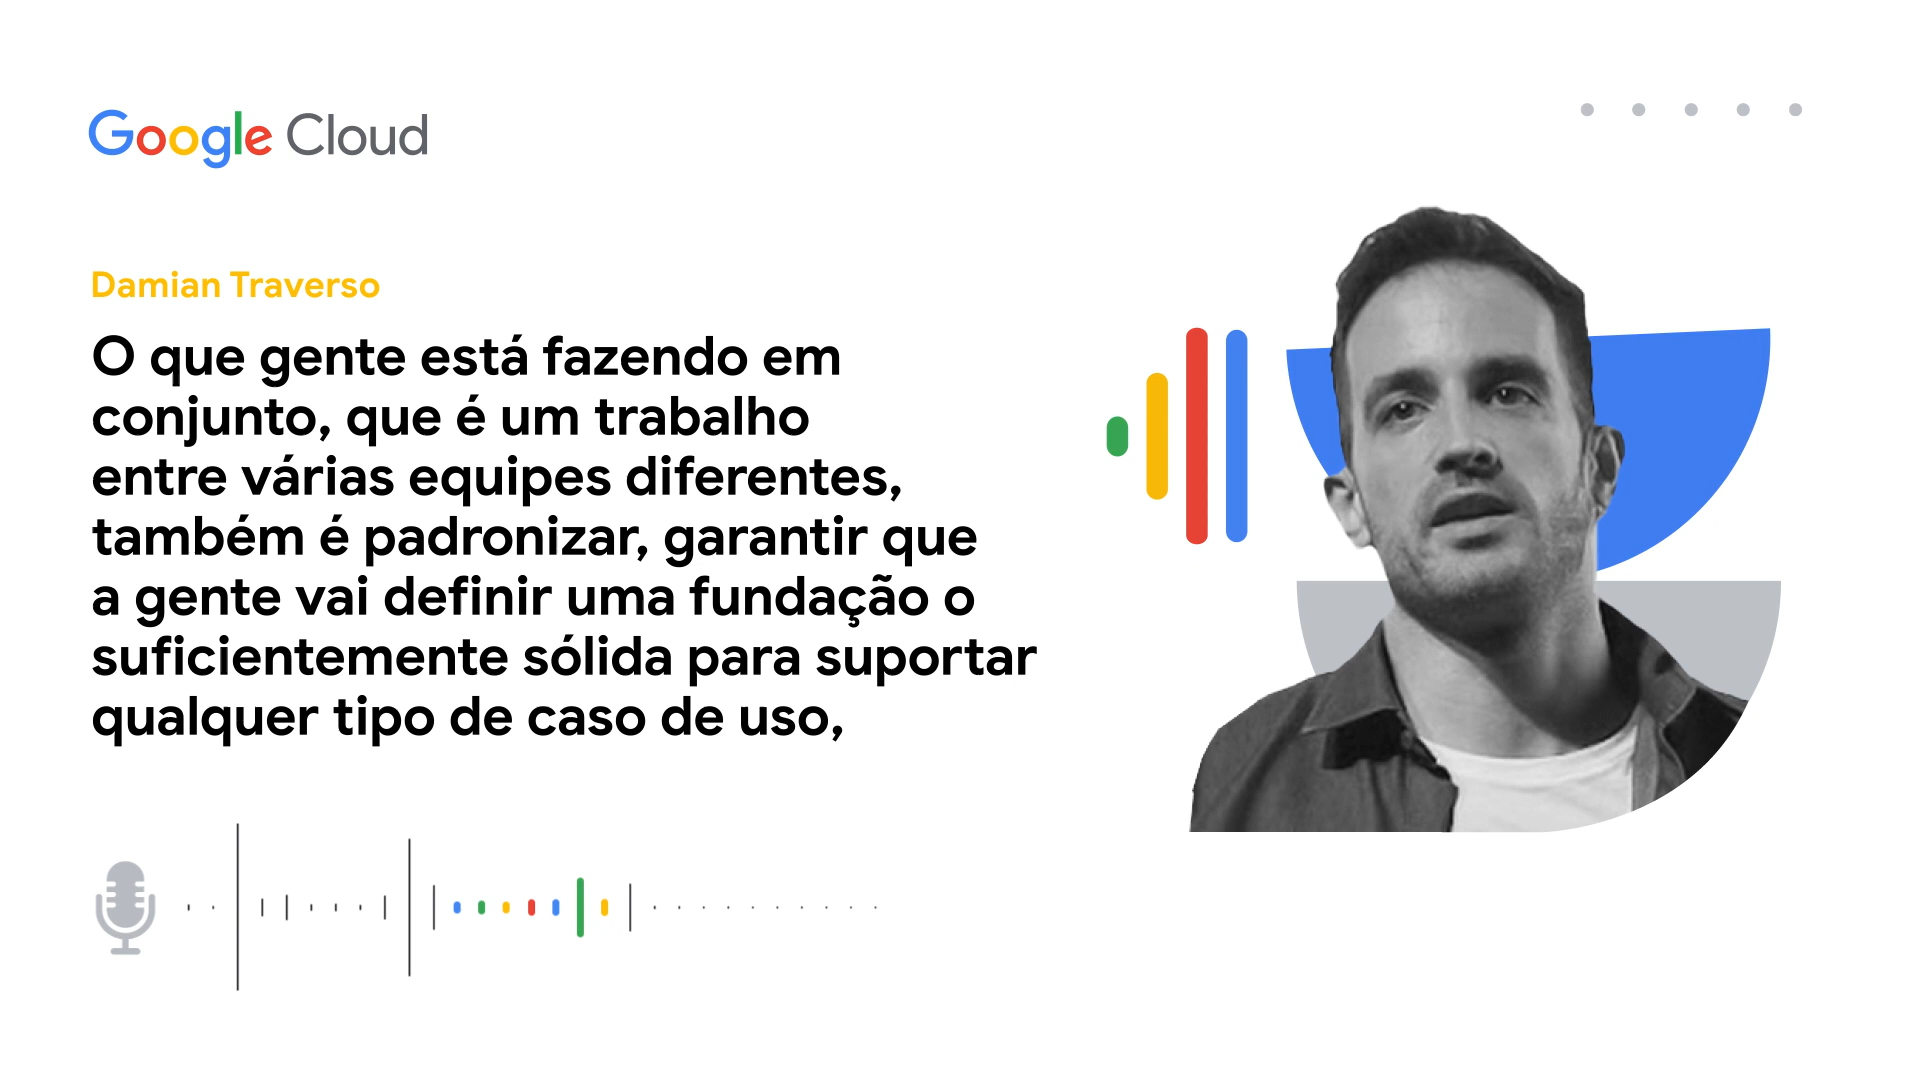 Google Cloud
Damian Traverso
O que gente está fazendo em
conjunto, que é um trabalho
entre várias equipes diferentes,
também é padronizar, garantir que
a gente vai definir uma fundação o
suficientemente sólida para suportar
qualquer tipo de caso de uso,